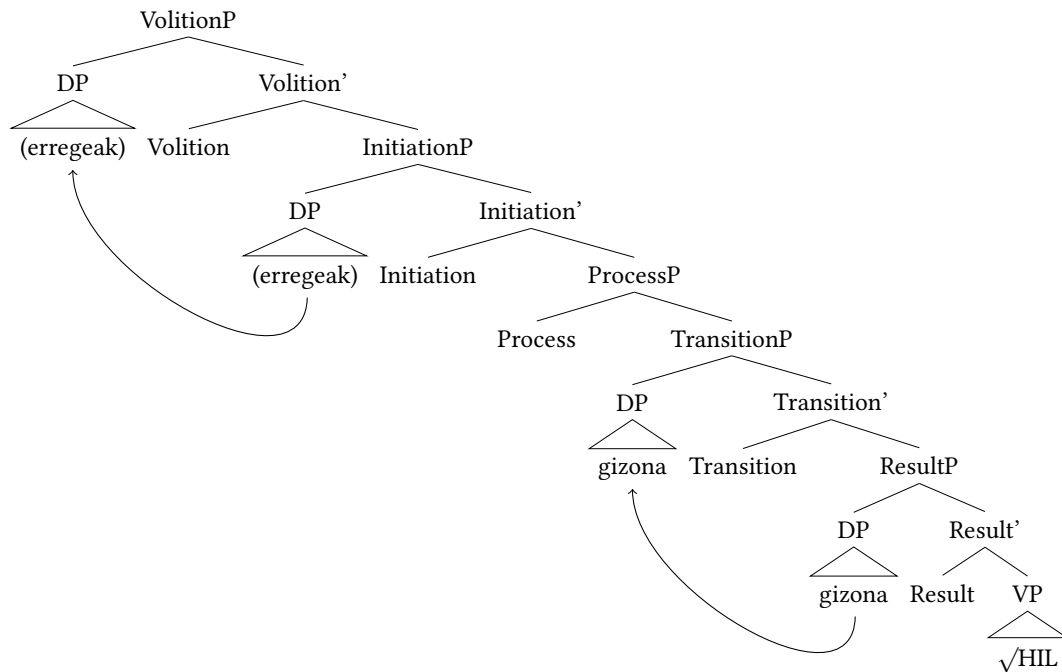 VolitionP
DP
Volition’
(erregeak)
Volition
InitiationP
DP
Initiation’
(erregeak)
Initiation
ProcessP
Process
TransitionP
DP
Transition’
gizona
Transition
ResultP
DP
Result’
gizona
Result
VP
√HIL